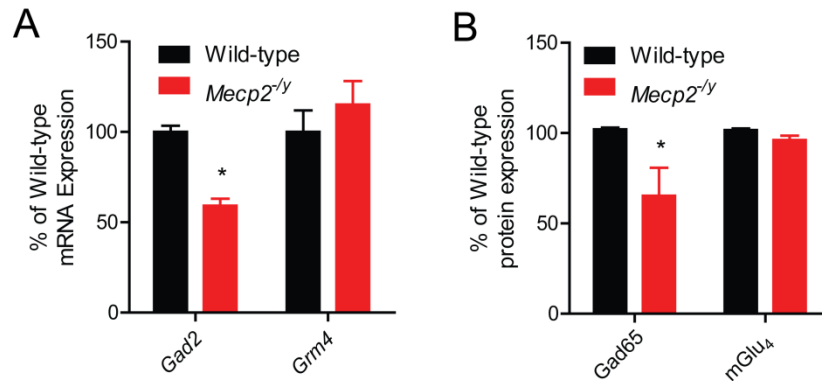 A
% of Wild-type
mRNA Expression
150
100
50
0
Wild-type
Mecp2-/y
*
Gad2
Grm4
B
% of Wild-type
protein expression
150
100
50
0
Wild-type
Mecp2-/y
*
Gad65
mGlu4